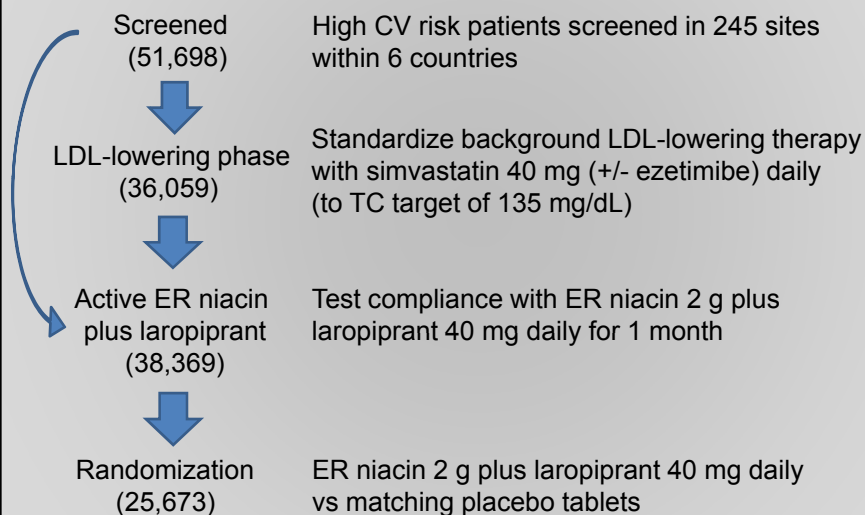 Screened
(51,698)
High CV risk patients screened in 245 sites
within 6 countries
LDL-lowering phase
(36,059)
Standardize background LDL-lowering therapy
with simvastatin 40 mg (+/- ezetimibe) daily
(to TC target of 135 mg/dL)
Active ER niacin
plus laropiprant
(38,369)
Test compliance with ER niacin 2 g plus
laropiprant 40 mg daily for 1 month
Randomization
(25,673)
ER niacin 2 g plus laropiprant 40 mg daily
vs matching placebo tablets